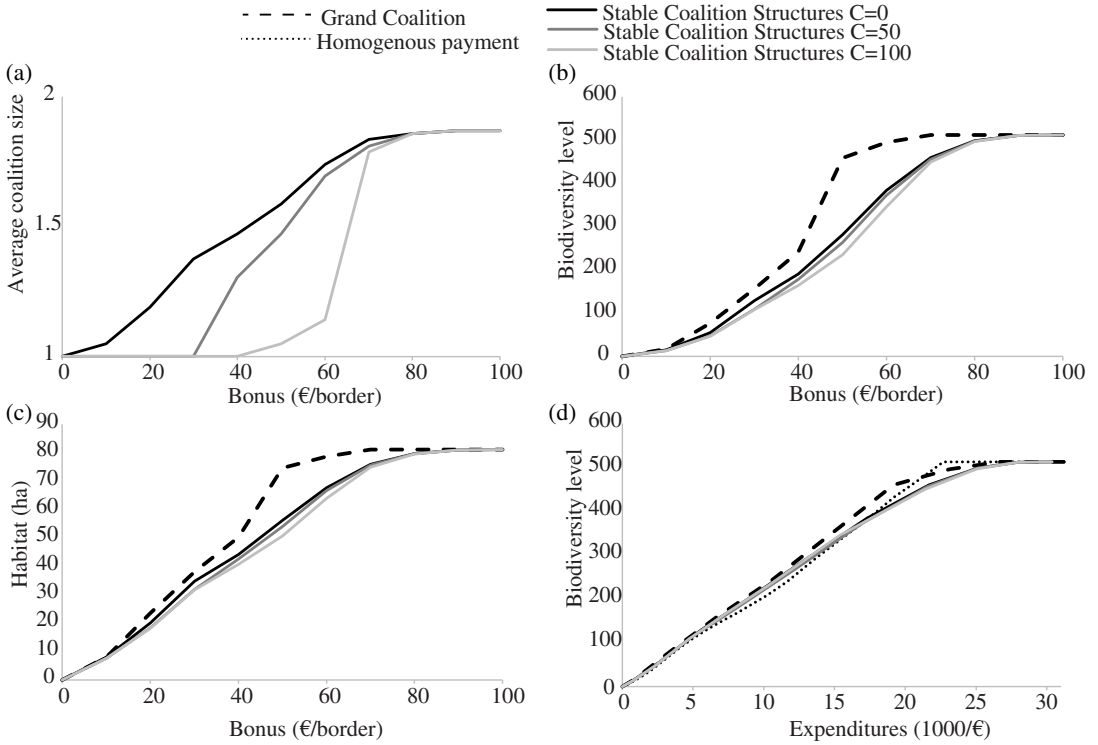 Grand Coalition
Homogenous payment
Stable Coalition Structures C=0
Stable Coalition Structures C=50
Stable Coalition Structures C=100
(a)
Average coalition size
2
1.5
1
0 20 40 60 80 100
Bonus (€/border)
(b)
Biodiversity level
600
500
400
300
200
100
0
0 20 40 60 80 100
Bonus (€/border)
(c)
Habitat (ha)
90
80
70
60
50
40
30
20
10
0
0 20 40 60 80 100
Bonus (€/border)
(d)
Biodiversity level
600
500
400
300
200
100
0
0 5 10 15 20 25 30
Expenditures (1000/€)